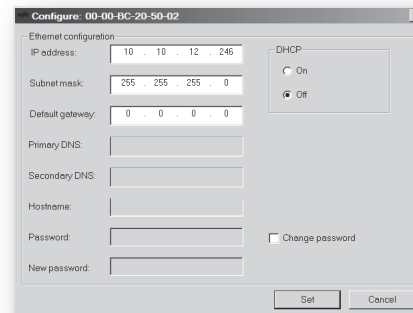 Configure: 00-00-BC-20-50-02
Ethernet configuration
IP address: 10 . 10 . 12 . 246
DHCP
On
Subnet mask: 255 . 255 . 255 . 0
Off
Default gateway: 0 . 0 . 0 . 0
Primary DNS:
Secondary DNS:
Hostname:
Password:
Change password
New password:
Set Cancel